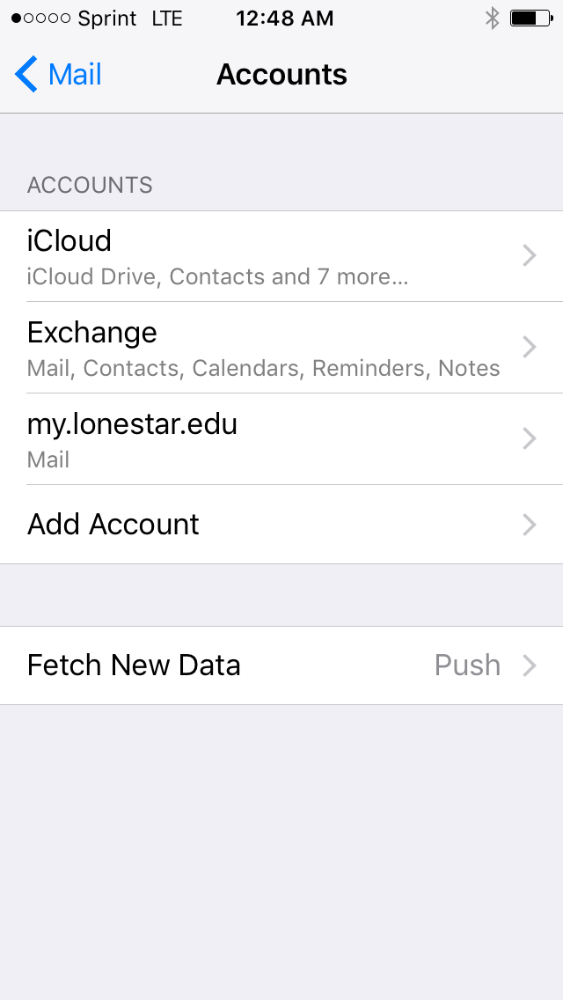 Sprint LTE 12:48 AM
Mail Accounts
ACCOUNTS
iCloud
iCloud Drive, Contacts and 7 more...
Exchange
Mail, Contacts, Calendars, Reminders, Notes
my.lonestar.edu
Mail
Add Account
Fetch New Data Push